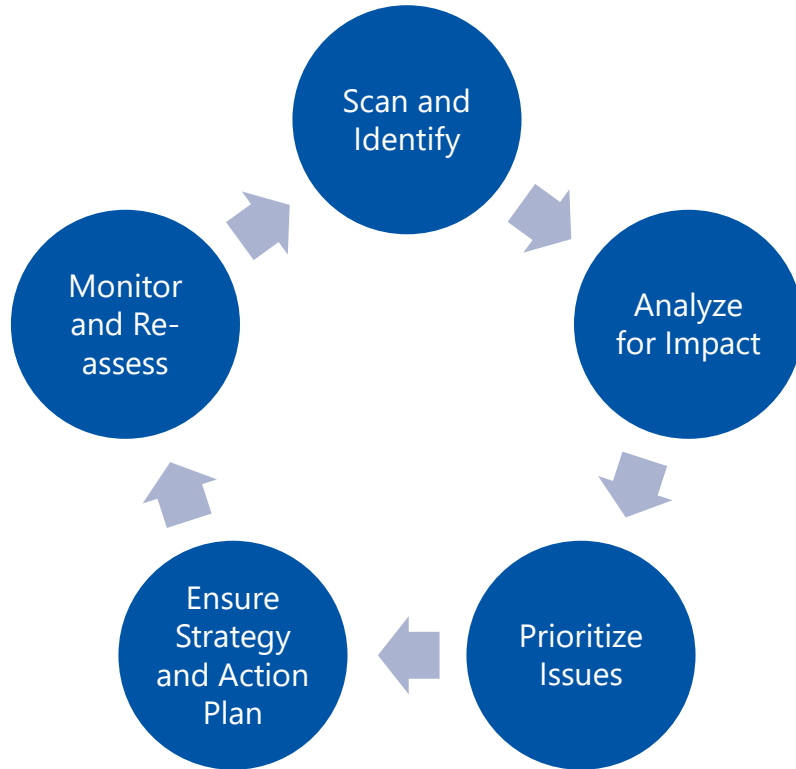 Scan and
Identify
Analyze
for Impact
Prioritize
Issues
Ensure
Strategy
and Action
Plan
Monitor
and Re-
assess